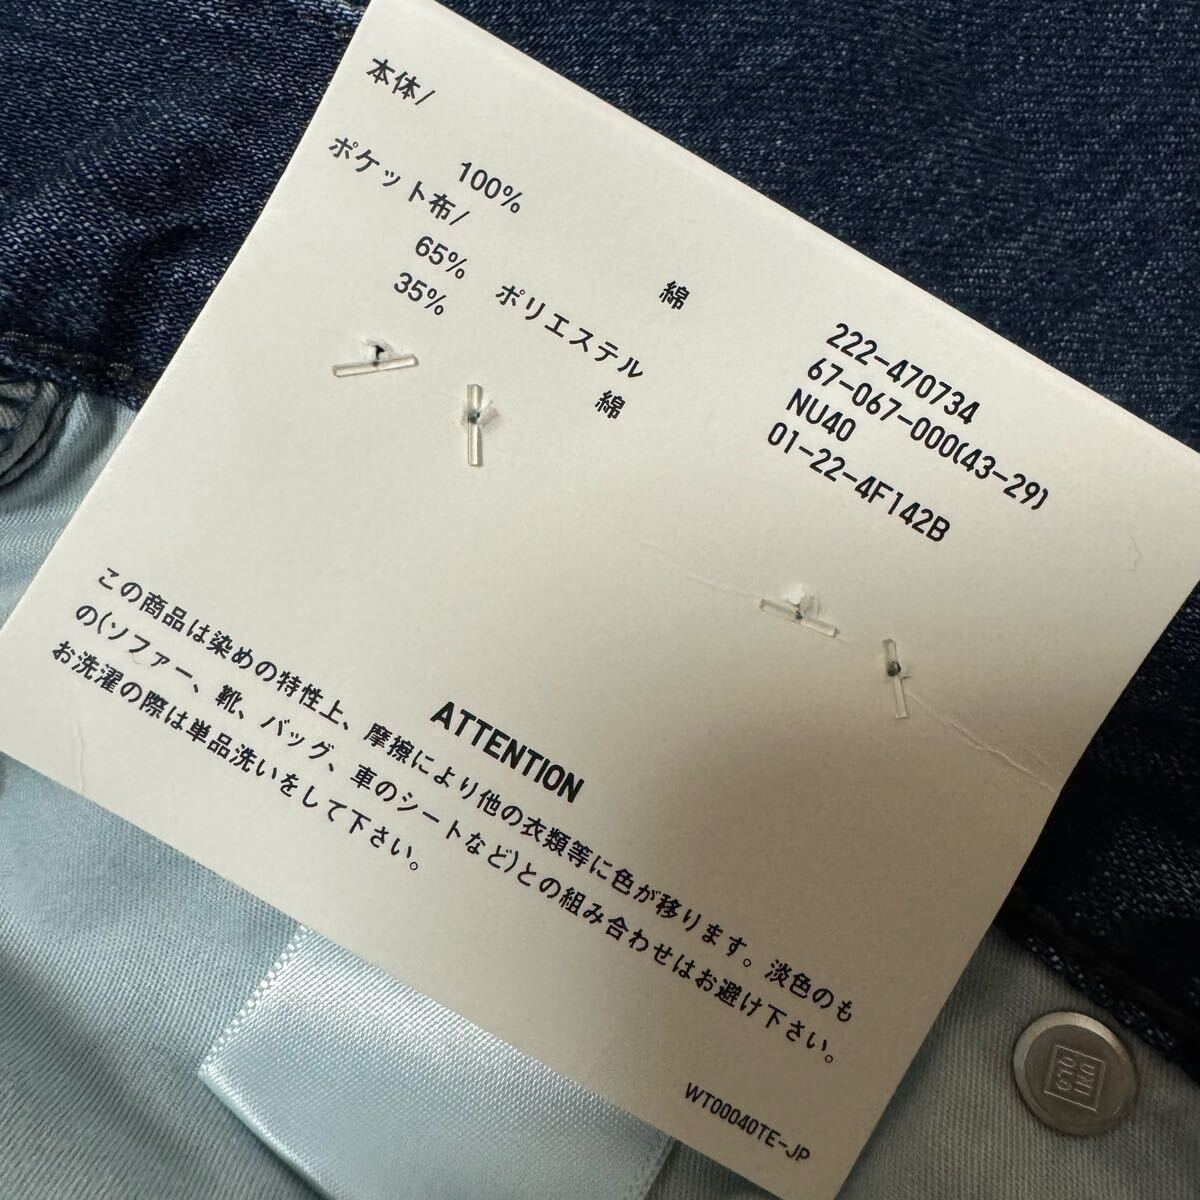 本体/
100% 綿
ポケット布/
65% ポリエステル
35% 綿
222-470734
67-067-000(43-29)
NU40
01-22-4F142B
ATTENTION
この商品は染めの特性上、摩擦により他の衣類等に色が移ります。淡色のも
の(ソファー、靴、バッグ、車のシートなど)との組み合わせはお避け下さい。
お洗濯の際は単品洗いをして下さい。
WT00040TE-JP
UNI
QLO